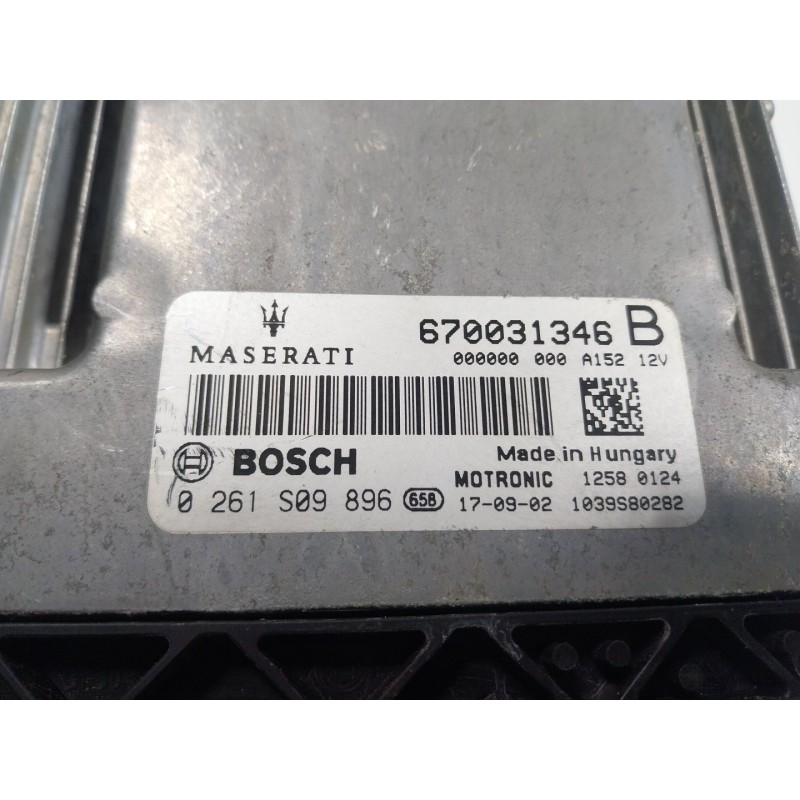 MASERATI
670031346 B
000000 000 A152 12V
BOSCH
Made in Hungary
MOTRONIC 1258 0124
0 261 S09 896 65B 17-09-02 1039S80282